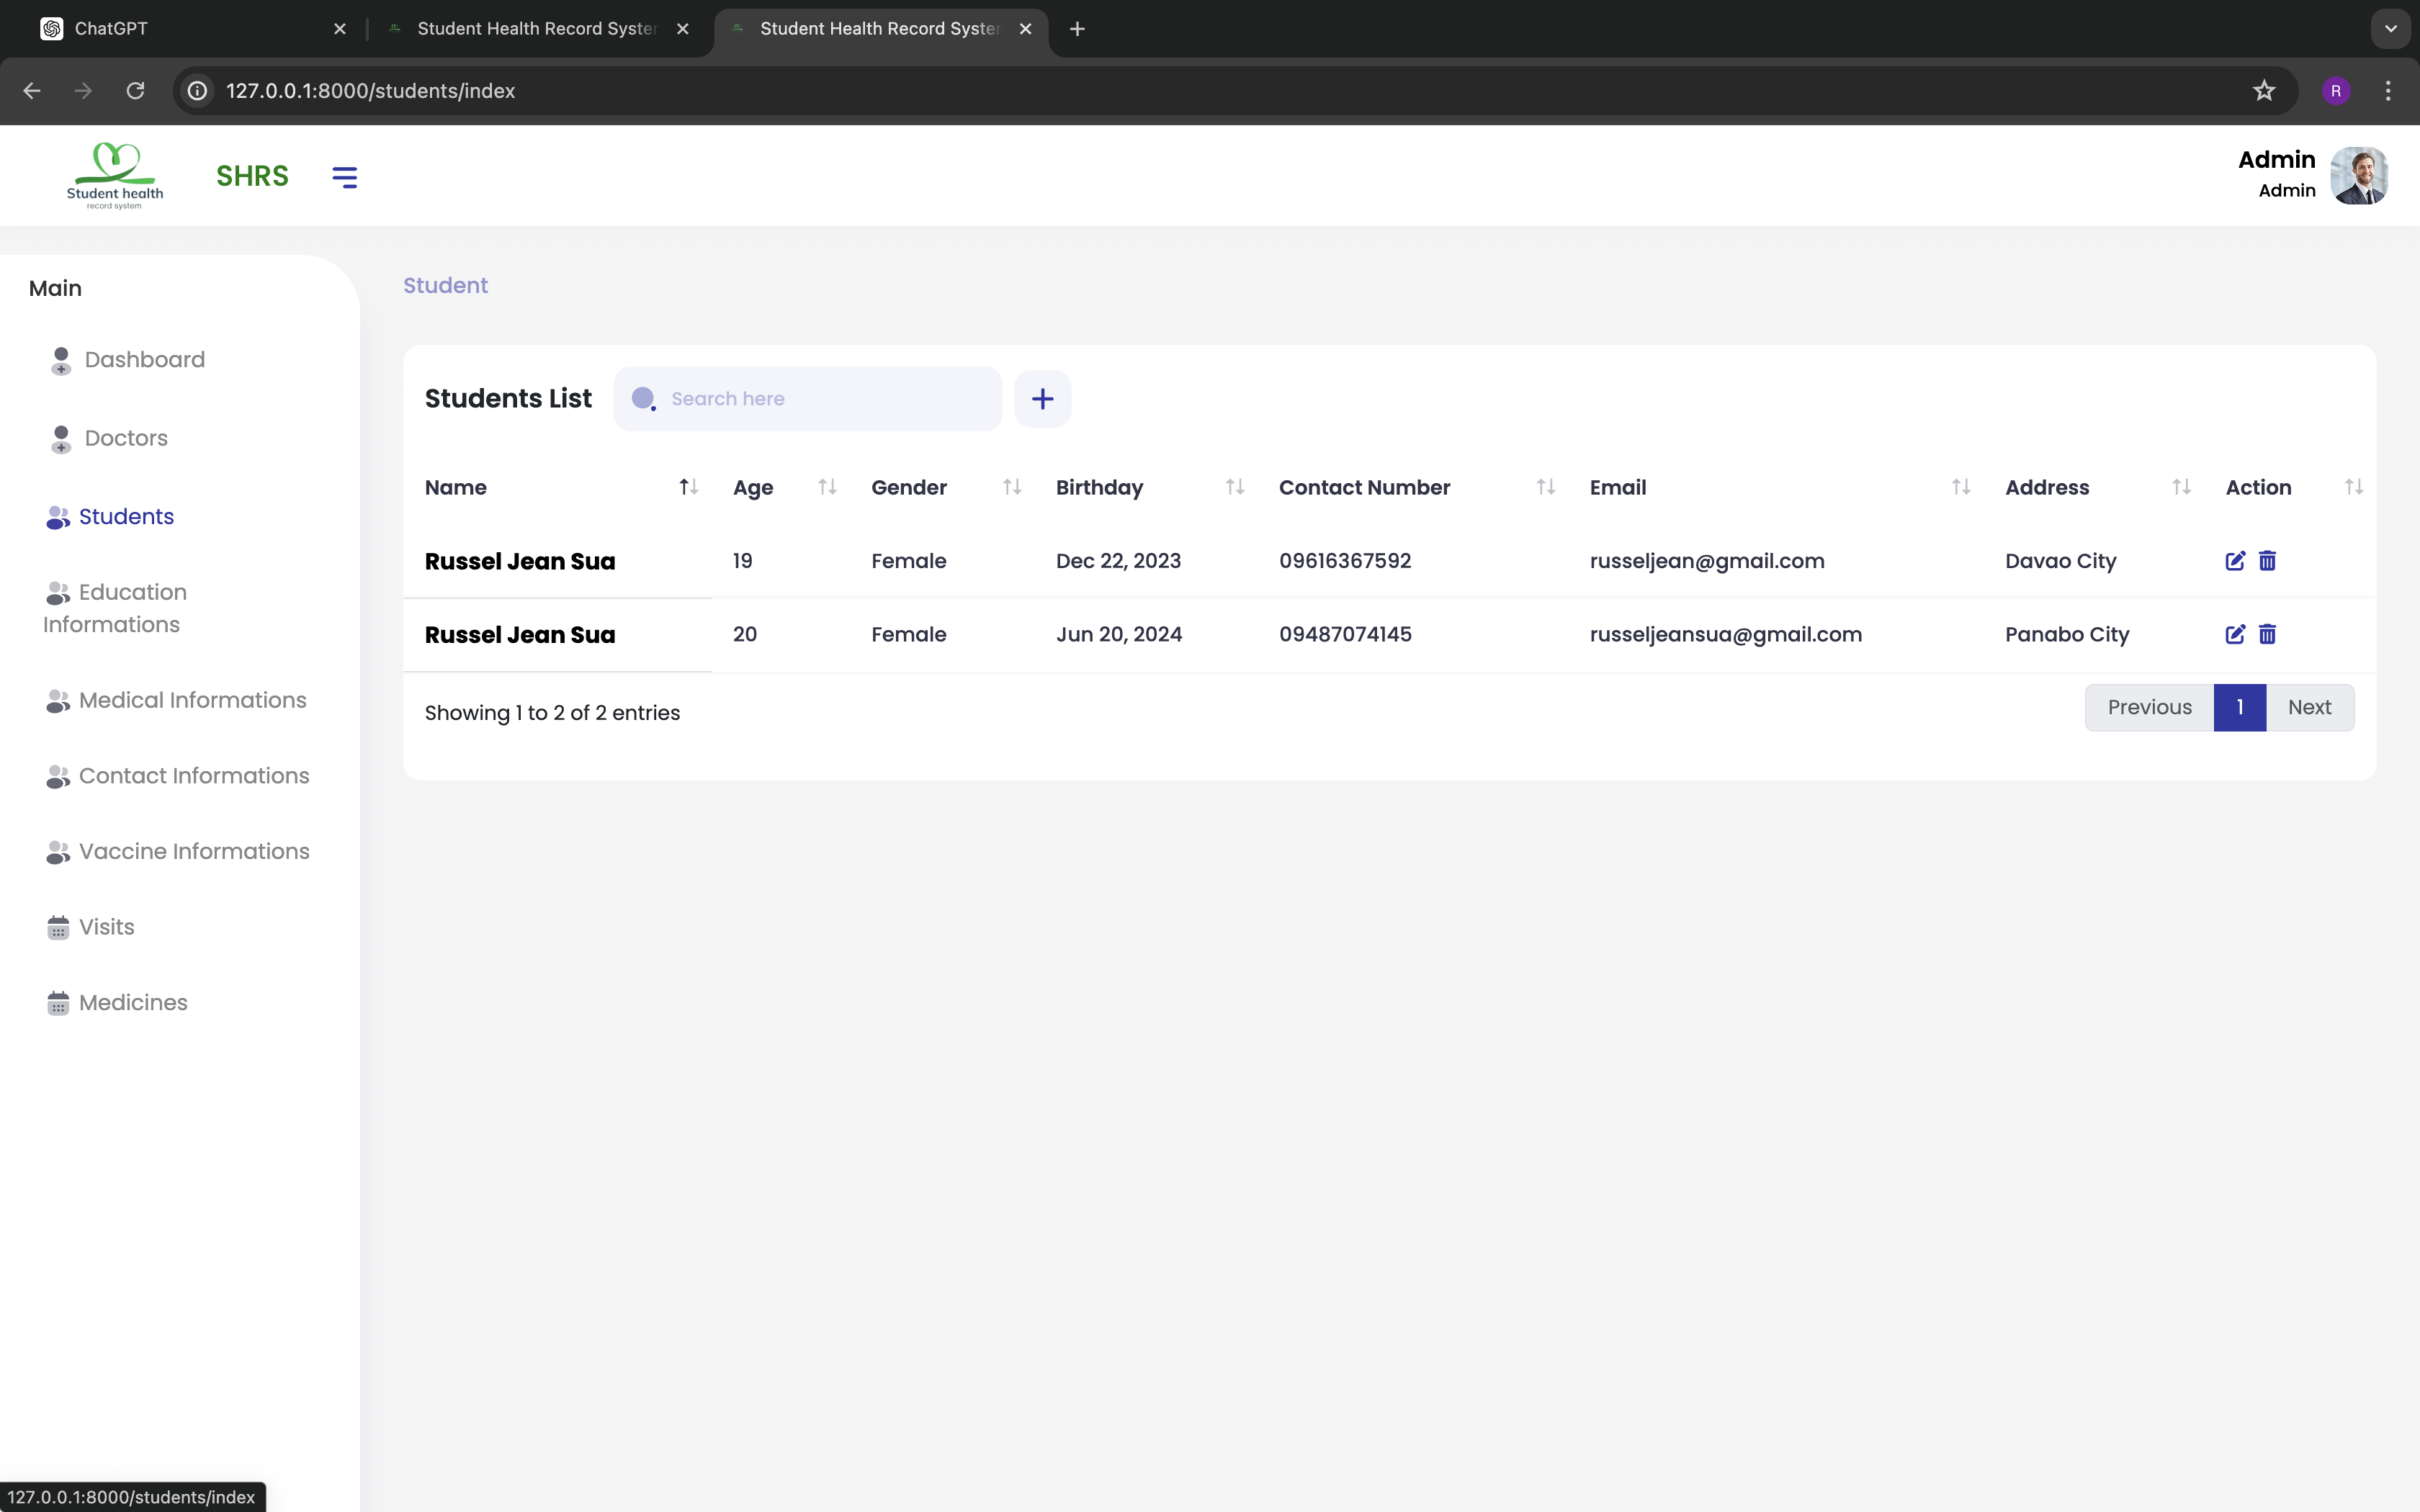 ChatGPT
Student Health Record Syster
Student Health Record Syster
127.0.0.1:8000/students/index
R
Student health
record system
SHRS
Admin
Admin
Main
Dashboard
Doctors
Students
Education
Informations
Medical Informations
Contact Informations
Vaccine Informations
Visits
Medicines
Student
Students List
Search here
Name Age Gender Birthday Contact Number Email Address Action
Russel Jean Sua 19 Female Dec 22, 2023 09616367592 russeljean@gmail.com Davao City
Russel Jean Sua 20 Female Jun 20, 2024 09487074145 russeljeansua@gmail.com Panabo City
Showing 1 to 2 of 2 entries
Previous 1 Next
127.0.0.1:8000/students/index